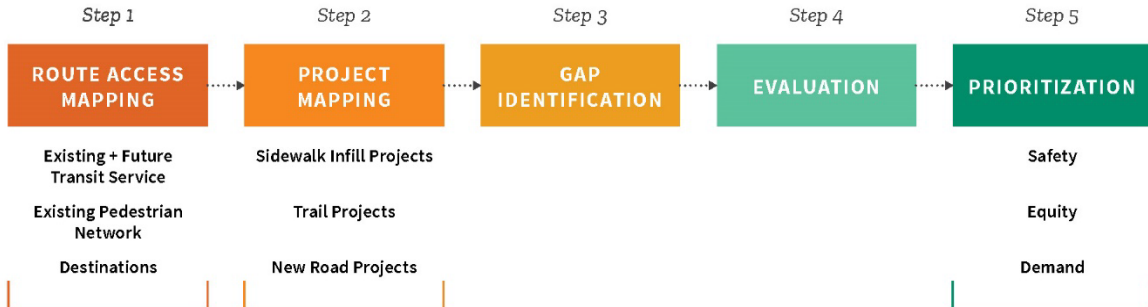 Step 1
Step 2
Step 3
Step 4
Step 5
ROUTE ACCESS
MAPPING
PROJECT
MAPPING
GAP
IDENTIFICATION
EVALUATION
PRIORITIZATION
Existing + Future
Transit Service
Existing Pedestrian
Network
Destinations
Sidewalk Infill Projects
Trail Projects
New Road Projects
Safety
Equity
Demand